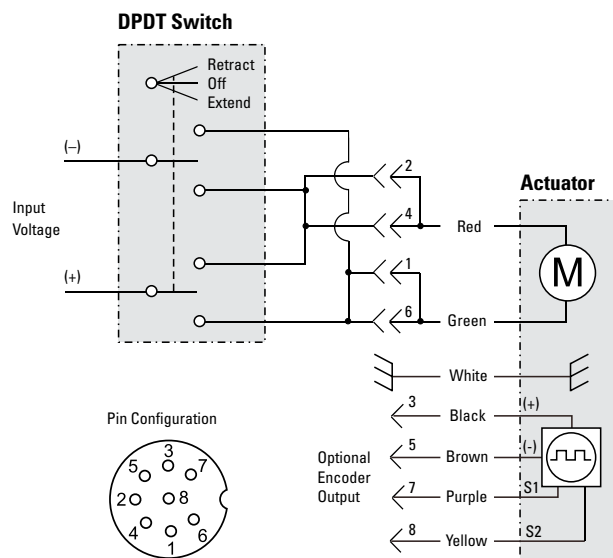 DPDT Switch
Retract
Off
Extend
(–)
Input
Voltage
(+)
2
4
1
6
Red
Green
Actuator
M
White
3
Black
(+)
5
Brown
(-)
Optional
Encoder
Output
7
Purple
S1
8
Yellow
S2
Pin Configuration
3
5
7
2
8
4
6
1